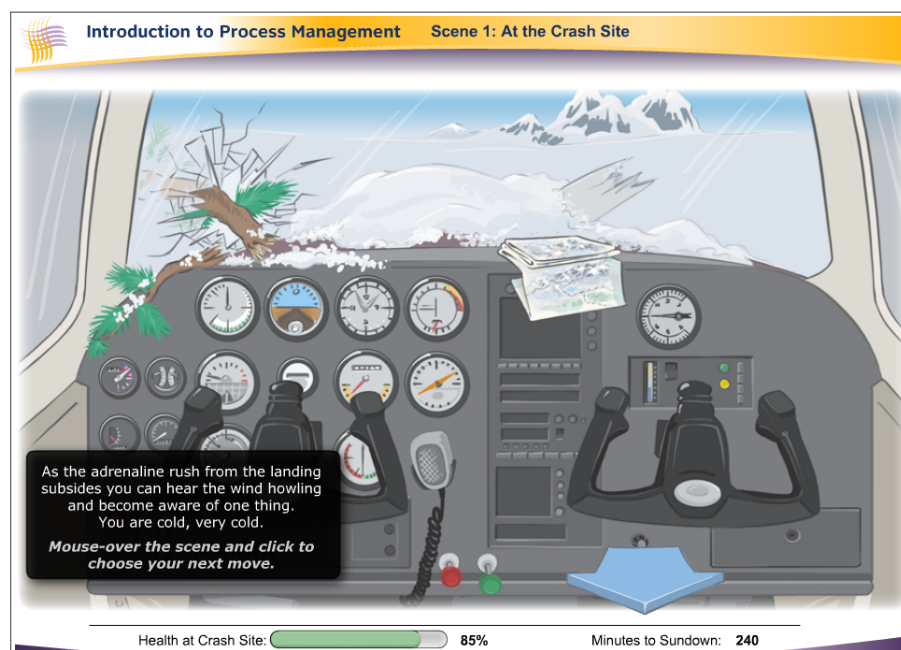 Introduction to Process Management Scene 1: At the Crash Site
As the adrenaline rush from the landing
subsides you can hear the wind howling
and become aware of one thing.
You are cold, very cold.
Mouse-over the scene and click to
choose your next move.
Health at Crash Site: 85% Minutes to Sundown: 240